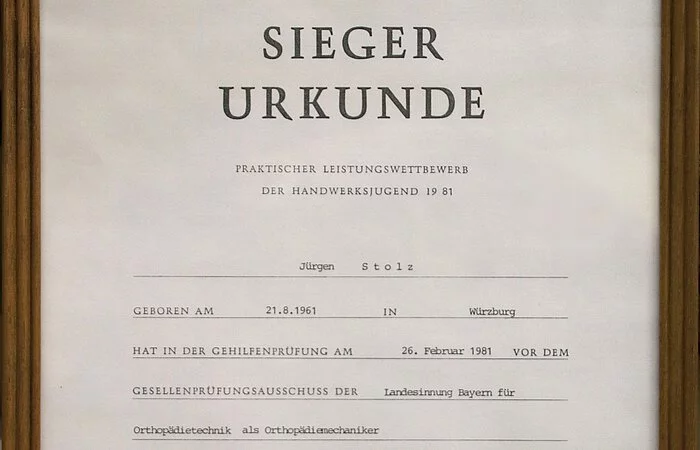 SIEGER
URKUNDE
PRAKTISCHER LEISTUNGSWETTBEWERB
DER HANDWERKSJUGEND 19 81
Jürgen Stolz
GEBOREN AM 21.8.1961 IN Würzburg
HAT IN DER GEHILFENPRÜFUNG AM 26. Februar 1981 VOR DEM
GESELLENPRÜFUNGSAUSSCHUSS DER Landesinnung Bayern für
Orthopädietechnik als Orthopädiemechaniker